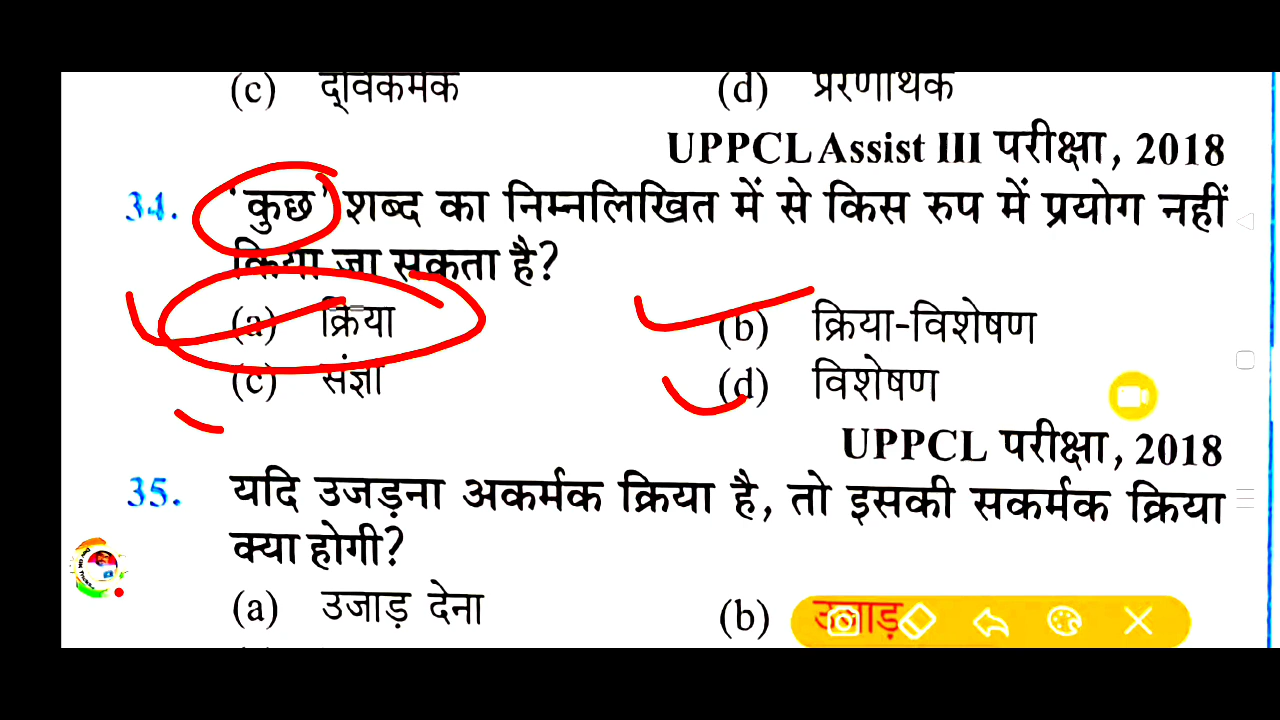 (c) द्विकर्मक (d) प्रेरणार्थक
UPPCL Assist III परीक्षा, 2018
34. 'कुछ' शब्द का निम्नलिखित में से किस रुप में प्रयोग नहीं
किया जा सकता है?
(a) क्रिया (b) क्रिया-विशेषण
(c) संज्ञा (d) विशेषण
UPPCL परीक्षा, 2018
35. यदि उजड़ना अकर्मक क्रिया है, तो इसकी सकर्मक क्रिया
क्या होगी?
(a) उजाड़ देना (b) उजाड़